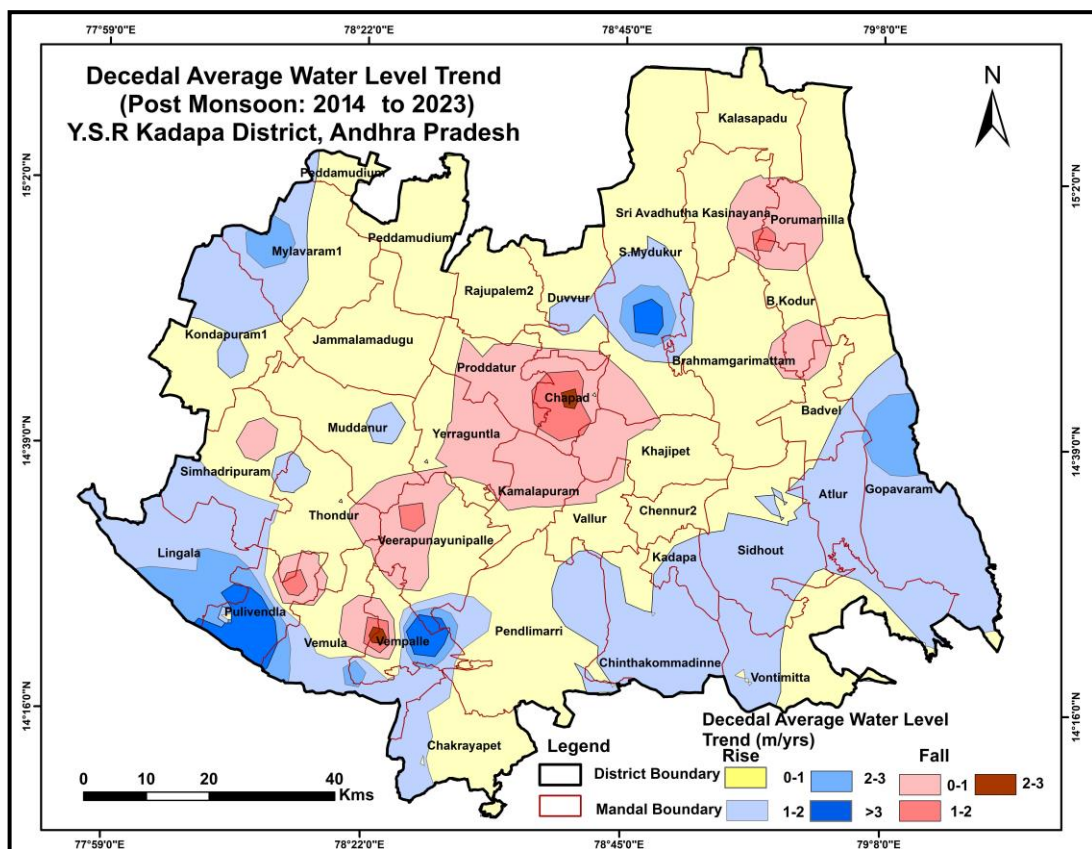 77°59'0"E 78°22'0"E 78°45'0"E 79°8'0"E
Decedal Average Water Level Trend
(Post Monsoon: 2014 to 2023)
Y.S.R Kadapa District, Andhra Pradesh
N
15°2'0"N
15°2'0"N
14°39'0"N
14°39'0"N
14°16'0"N
14°16'0"N
Kalasapadu
Peddamudium
Sri Avadhutha Kasinayana
Porumamilla
Peddamudium
Mylavaram1
S.Mydukur
Rajupalem2
Duvvur
B.Kodur
Kondapuram1
Jammalamadugu
Brahmamgarimattam
Proddatur
Chapad
Badvel
Muddanur
Yerraguntla
Khajipet
Simhadripuram
Kamalapuram
Atlur
Gopavaram
Thondur
Vallur
Chennur2
Veerapunayunipalle
Lingala
Kadapa
Sidhout
Pulivendla
Vemula
Vempalle
Pendlimarri
Chinthakommadinne
Vontimitta
Chakrayapet
0 10 20 40
Kms
Legend
District Boundary
Mandal Boundary
Decedal Average Water Level
Trend (m/yrs)
Rise Fall
0-1 2-3 0-1 2-3
1-2 >3 1-2
77°59'0"E 78°22'0"E 78°45'0"E 79°8'0"E